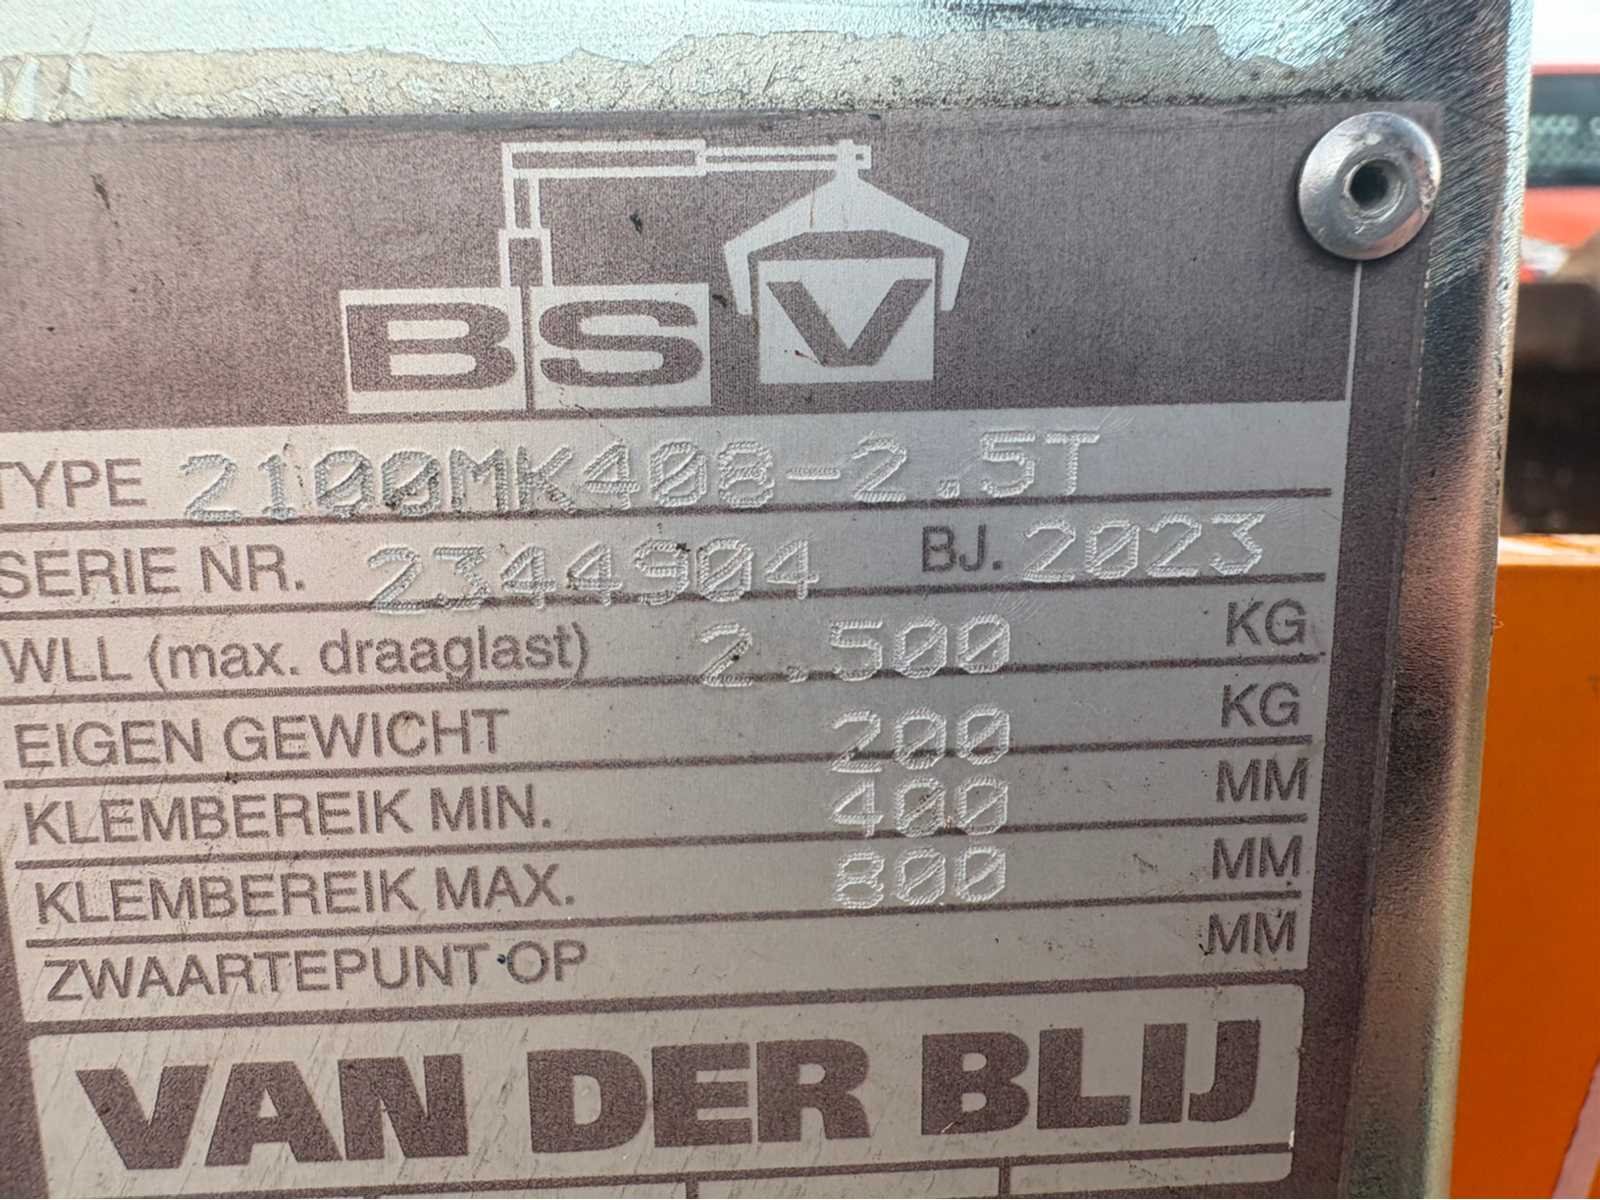 BSV
TYPE 2100MK408-2.5T
SERIE NR. 2344904 BJ. 2023
WLL (max. draaglast) 2.500 KG
EIGEN GEWICHT 200 KG
KLEMBEREIK MIN. 400 MM
KLEMBEREIK MAX. 800 MM
ZWAARTEPUNT OP MM
VAN DER BLIJ